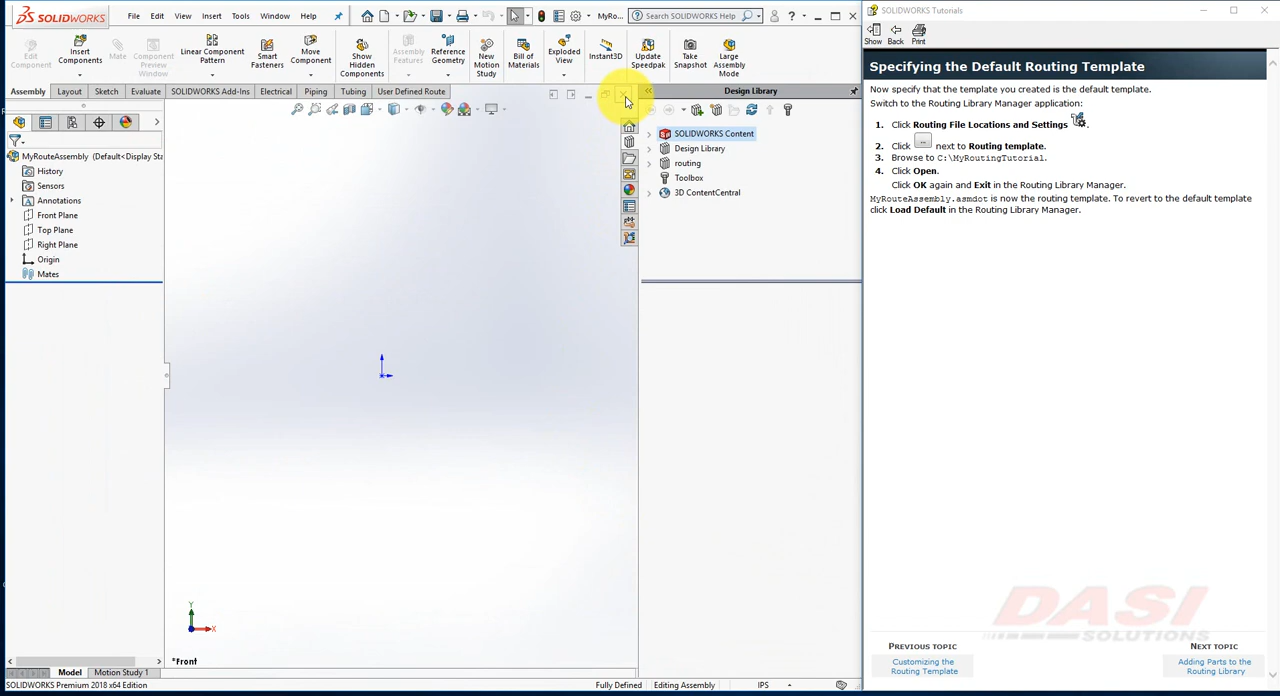 SOLIDWORKS
File
Edit
View
Insert
Tools
Window
Help
MyRo...
Search SOLIDWORKS Help
Edit Component
Insert Components
Mate
Component Preview Window
Linear Component Pattern
Smart Fasteners
Move Component
Show Hidden Components
Assembly Features
Reference Geometry
New Motion Study
Bill of Materials
Exploded View
Instant3D
Update Speedpak
Take Snapshot
Large Assembly Mode
Assembly
Layout
Sketch
Evaluate
SOLIDWORKS Add-Ins
Electrical
Piping
Tubing
User Defined Route
MyRouteAssembly (Default<Display Sta
History
Sensors
Annotations
Front Plane
Top Plane
Right Plane
Origin
Mates
Y
X
*Front
Model
Motion Study 1
SOLIDWORKS Premium 2018 x64 Edition
Fully Defined
Editing Assembly
IPS
Design Library
SOLIDWORKS Content
Design Library
routing
Toolbox
3D ContentCentral
SOLIDWORKS Tutorials
Show
Back
Print
Specifying the Default Routing Template
Now specify that the template you created is the default template.
Switch to the Routing Library Manager application:
1. Click Routing File Locations and Settings .
2. Click ... next to Routing template.
3. Browse to C:\MyRoutingTutorial.
4. Click Open.
Click OK again and Exit in the Routing Library Manager.
MyRouteAssembly.asmdot is now the routing template. To revert to the default template
click Load Default in the Routing Library Manager.
DASI
SOLUTIONS
PREVIOUS TOPIC
Customizing the
Routing Template
NEXT TOPIC
Adding Parts to the
Routing Library